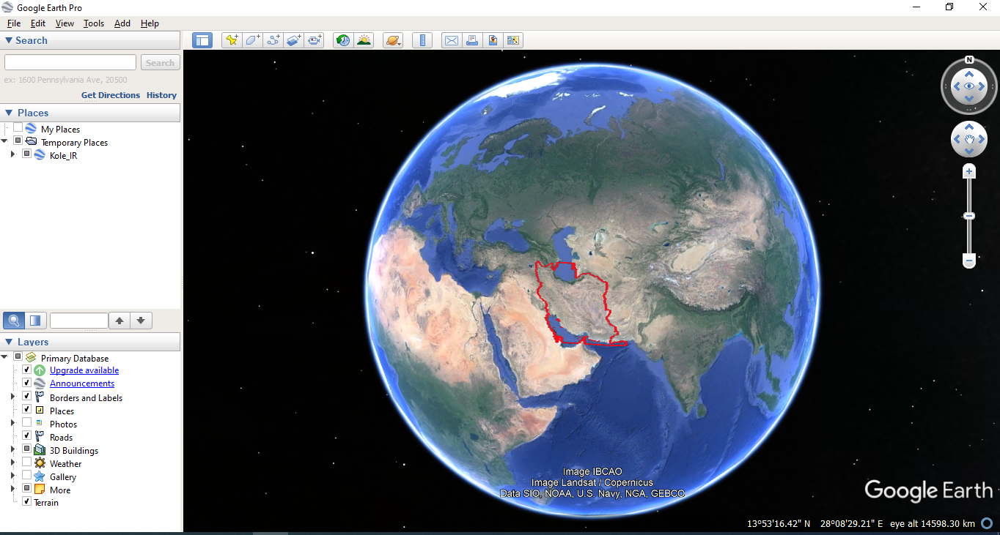 Google Earth Pro
File Edit View Tools Add Help
Search
Search
ex: 1600 Pennsylvania Ave, 20500
Get Directions History
Places
My Places
Temporary Places
Kole_IR
Layers
Primary Database
Upgrade available
Announcements
Borders and Labels
Places
Photos
Roads
3D Buildings
Weather
Gallery
More
Terrain
N
Image IBCAO
Image Landsat / Copernicus
Data SIO, NOAA, U.S. Navy, NGA, GEBCO
Google Earth
13°53'16.42" N 28°08'29.21" E eye alt 14598.30 km